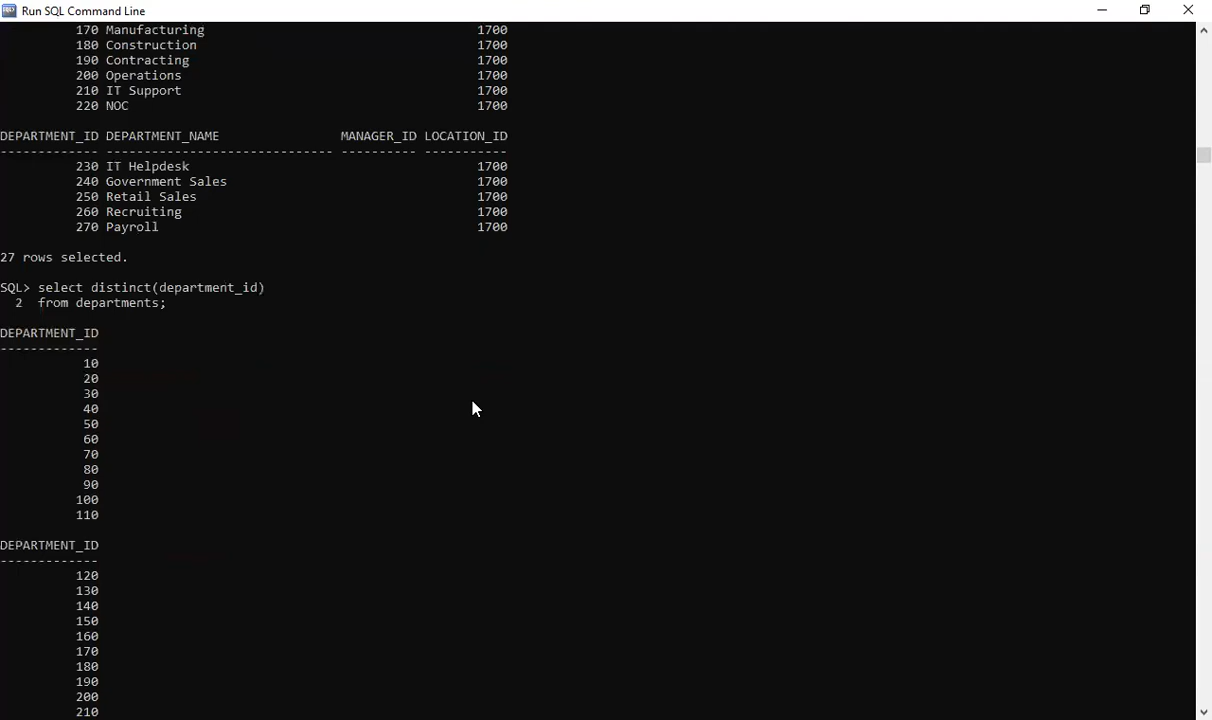 Run SQL Command Line
170 Manufacturing 1700
180 Construction 1700
190 Contracting 1700
200 Operations 1700
210 IT Support 1700
220 NOC 1700
DEPARTMENT_ID DEPARTMENT_NAME MANAGER_ID LOCATION_ID
------------- ------------------------------ ---------- -----------
230 IT Helpdesk 1700
240 Government Sales 1700
250 Retail Sales 1700
260 Recruiting 1700
270 Payroll 1700
27 rows selected.
SQL> select distinct(department_id)
2 from departments;
DEPARTMENT_ID
-------------
10
20
30
40
50
60
70
80
90
100
110
DEPARTMENT_ID
-------------
120
130
140
150
160
170
180
190
200
210